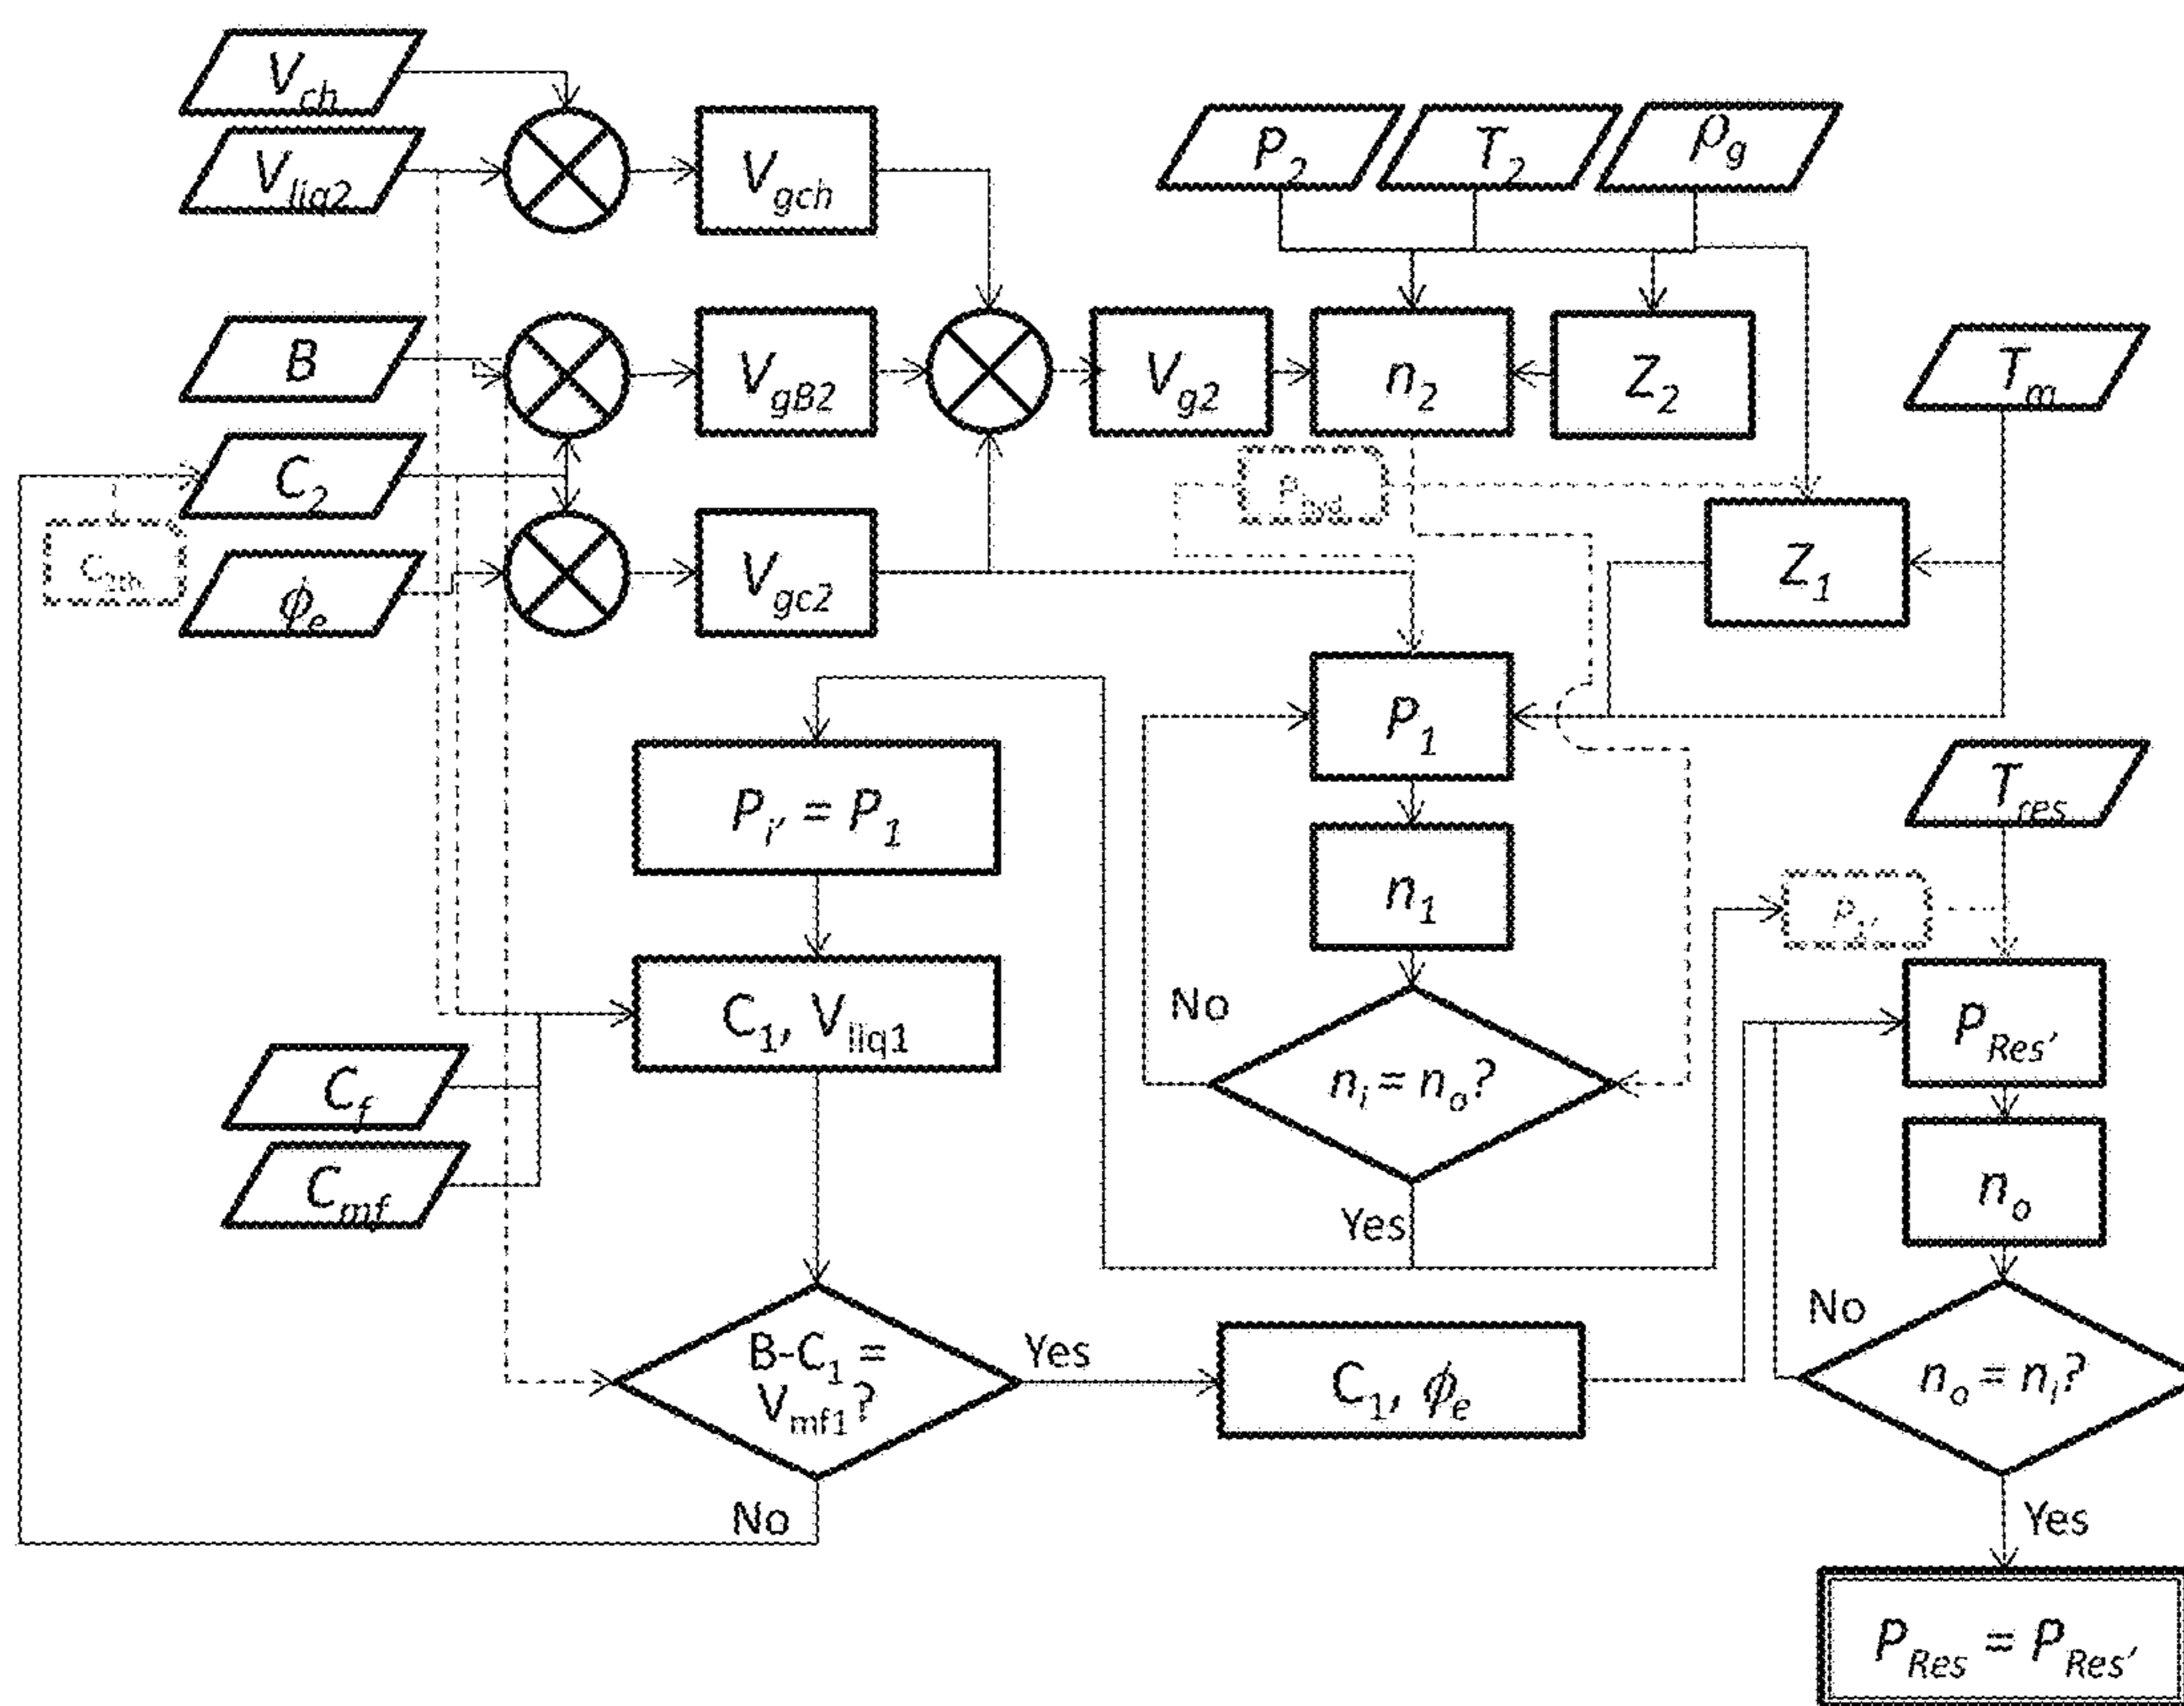 V_ch
V_liq2
V_gch
P_2
T_2
ρ_g
B
V_gB2
V_g2
n_2
Z_2
T_m
C_2
P_hyd
C_2th
ϕ_e
V_gc2
Z_1
P_1
P_i' = P_1
T_res
n_1
C_1, V_liq1
No
P_Res'
C_f
n_i = n_o?
C_mf
Yes
n_o
No
B-C_1 =
V_mf1?
Yes
C_1, ϕ_e
n_o = n_i?
No
Yes
P_Res = P_Res'